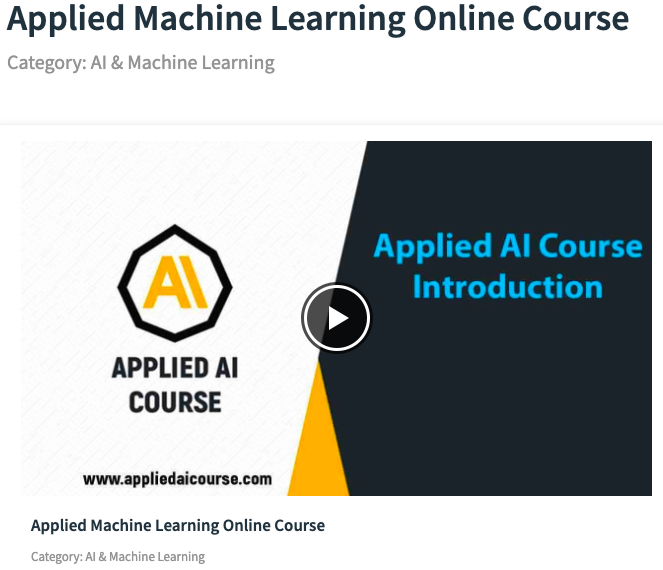 Applied Machine Learning Online Course
Category: AI & Machine Learning
AI
APPLIED AI
COURSE
www.appliedaicourse.com
Applied AI Course
Introduction
Applied Machine Learning Online Course
Category: AI & Machine Learning